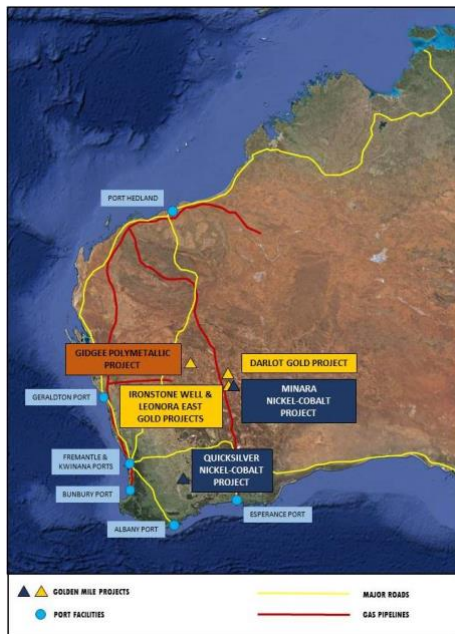 PORT HEDLAND
GIDGEE POLYMETALLIC
PROJECT
DARLOT GOLD PROJECT
MINARA
NICKEL-COBALT
PROJECT
IRONSTONE WELL &
LEONORA EAST
GOLD PROJECTS
GERALDTON PORT
FREMANTLE &
KWINANA PORTS
QUICKSILVER
NICKEL-COBALT
PROJECT
BUNBURY PORT
ESPERANCE PORT
ALBANY PORT
GOLDEN MILE PROJECTS
MAJOR ROADS
PORT FACILITIES
GAS PIPELINES